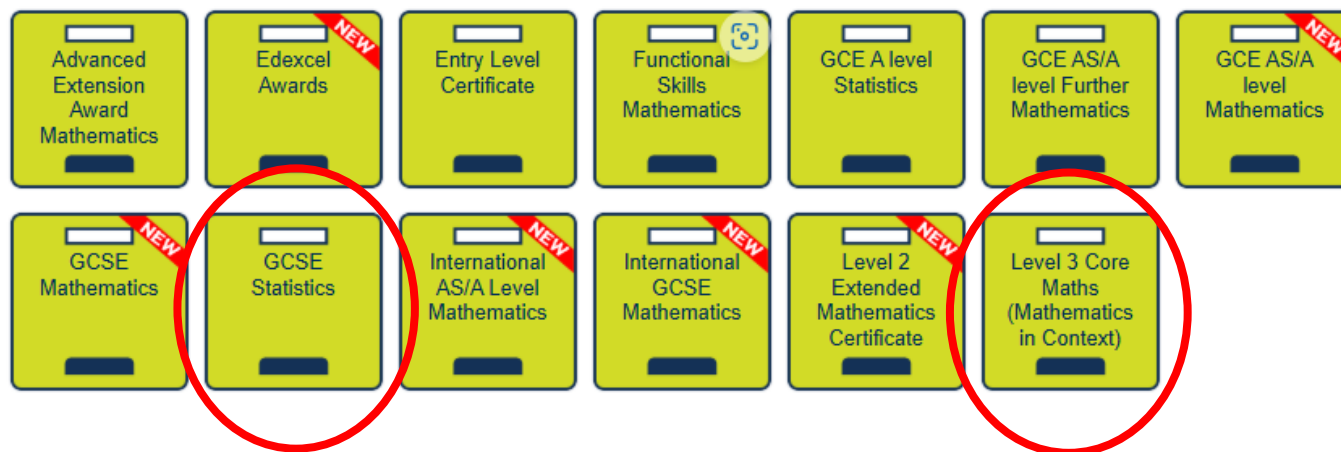 Advanced
Extension
Award
Mathematics
NEW
Edexcel
Awards
Entry Level
Certificate
Functional
Skills
Mathematics
GCE A level
Statistics
GCE AS/A
level Further
Mathematics
NEW
GCE AS/A
level
Mathematics
NEW
GCSE
Mathematics
GCSE
Statistics
NEW
International
AS/A Level
Mathematics
NEW
International
GCSE
Mathematics
NEW
Level 2
Extended
Mathematics
Certificate
Level 3 Core
Maths
(Mathematics
in Context)